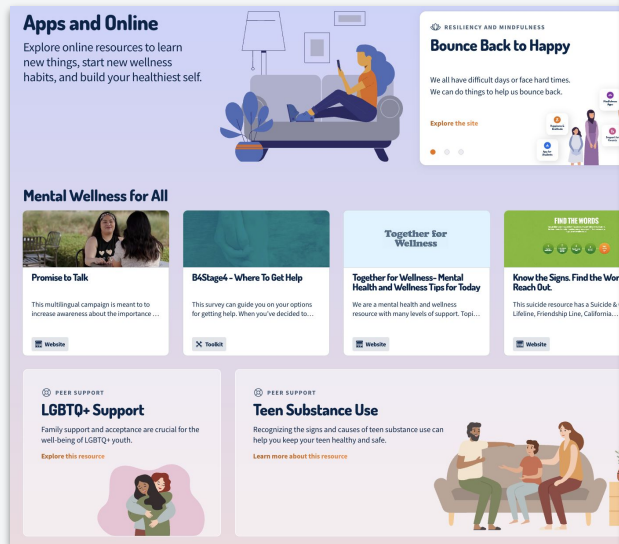 Apps and Online
Explore online resources to learn
new things, start new wellness
habits, and build your healthiest self.
RESILIENCY AND MINDFULNESS
Bounce Back to Happy
We all have difficult days or face hard times.
We can do things to help us bounce back.
Explore the site
Mental Wellness for All
Together for
Wellness
FIND THE WORDS
Promise to Talk
This multilingual campaign is meant to to
increase awareness about the importance ...
Website
B4Stage4 - Where To Get Help
This survey can guide you on your options
for getting help. When you've decided to...
Toolkit
Together for Wellness- Mental
Health and Wellness Tips for Today
We are a mental health and wellness
resource with many levels of support. Topi...
Website
Know the Signs. Find the Wor
Reach Out.
This suicide resource has a Suicide &
Lifeline, Friendship Line, California...
Website
PEER SUPPORT
LGBTQ+ Support
Family support and acceptance are crucial for the
well-being of LGBTQ+ youth.
Explore this resource
PEER SUPPORT
Teen Substance Use
Recognizing the signs and causes of teen substance use can
help you keep your teen healthy and safe.
Learn more about this resource